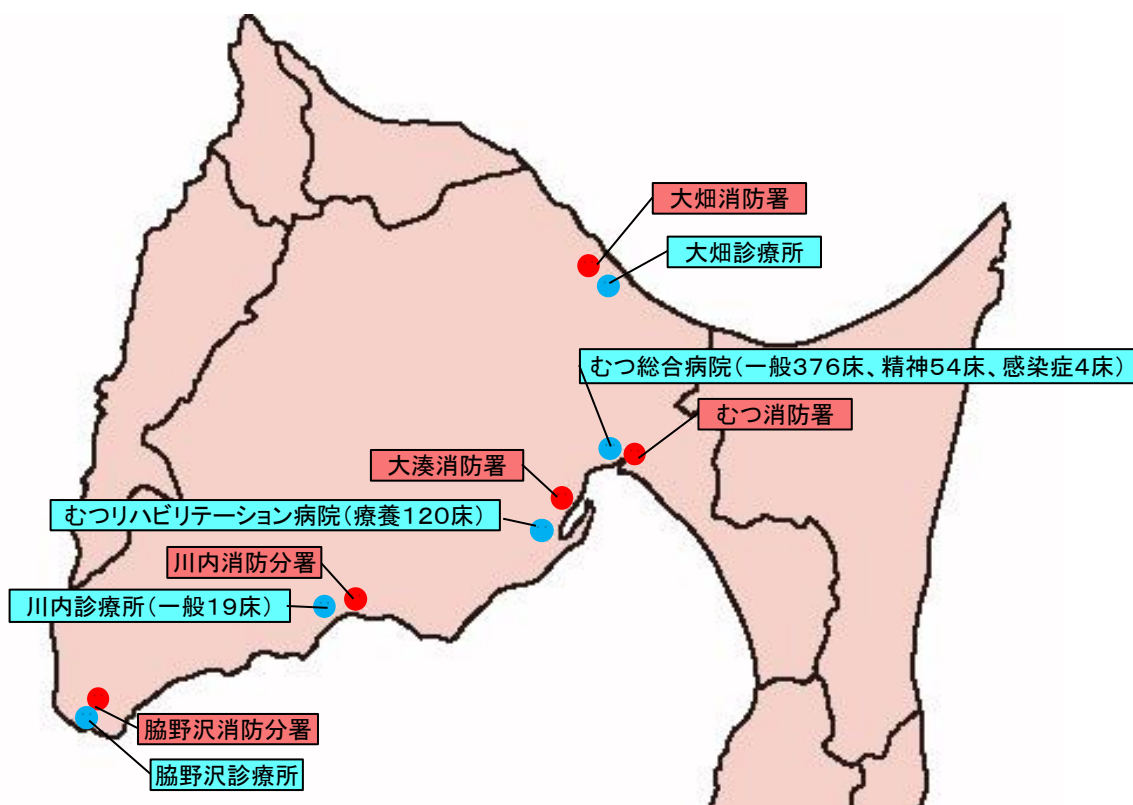 大畑消防署
大畑診療所
むつ総合病院（一般３７６床、精神５４床、感染症４床）
むつ消防署
大湊消防署
むつリハビリテーション病院（療養１２０床）
川内消防分署
川内診療所（一般１９床）
脇野沢消防分署
脇野沢診療所